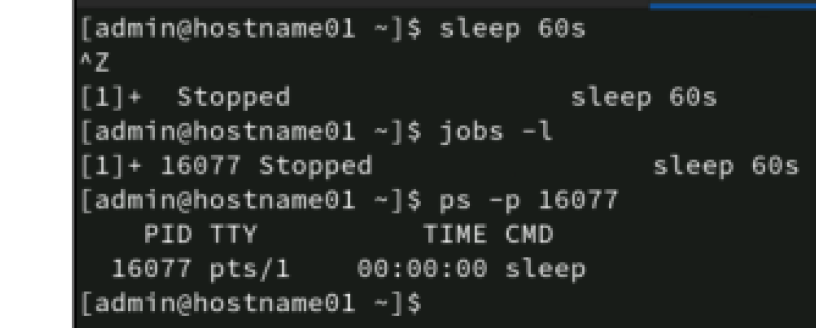 [admin@hostname01 ~]$ sleep 60s
^Z
[1]+  Stopped                 sleep 60s
[admin@hostname01 ~]$ jobs -l
[1]+ 16077 Stopped                 sleep 60s
[admin@hostname01 ~]$ ps -p 16077
    PID TTY          TIME CMD
  16077 pts/1    00:00:00 sleep
[admin@hostname01 ~]$